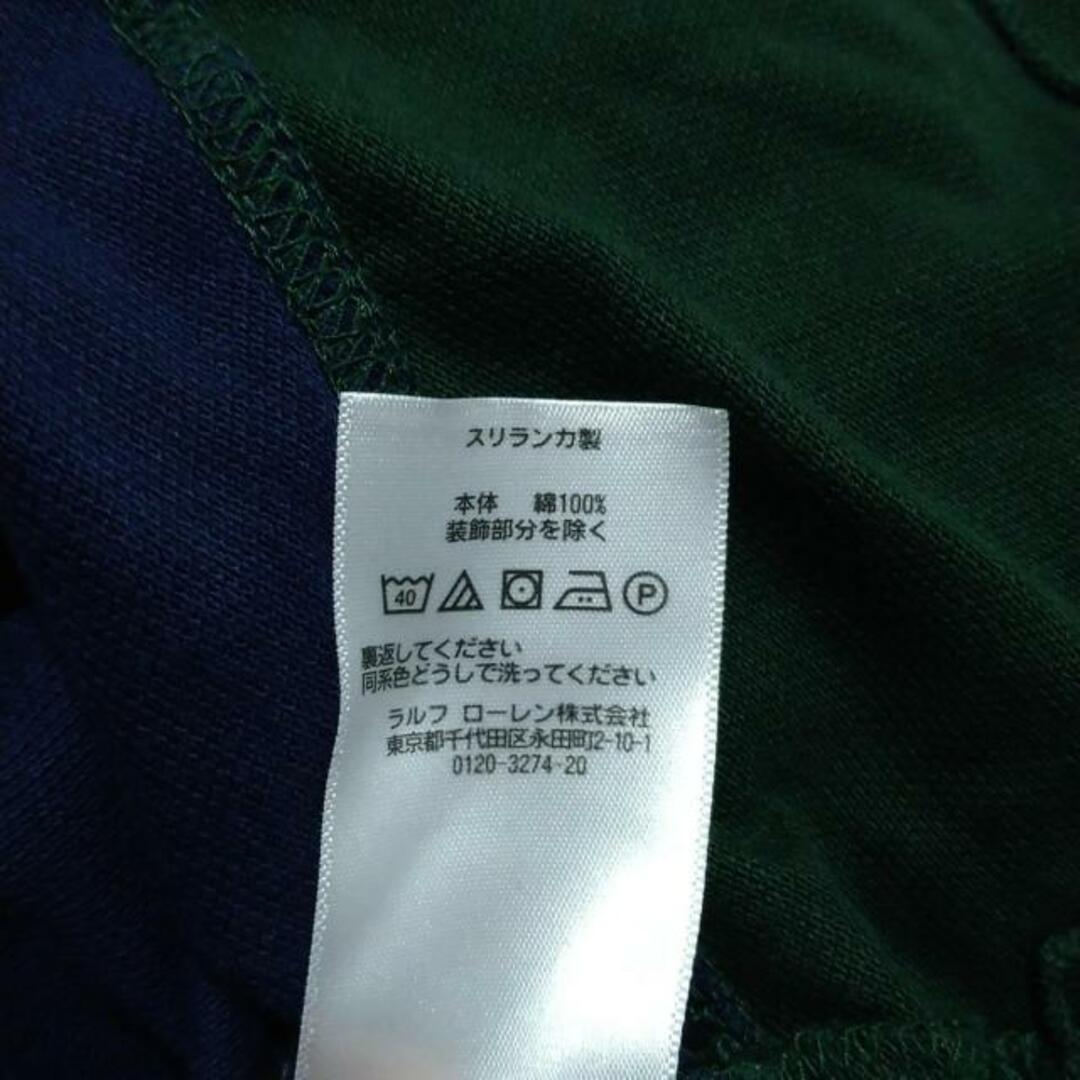 スリランカ製
本体 綿100%
装飾部分を除く
40 P
裏返してください
同系色どうしで洗ってください
ラルフ ローレン株式会社
東京都千代田区永田町2-10-1
0120-3274-20